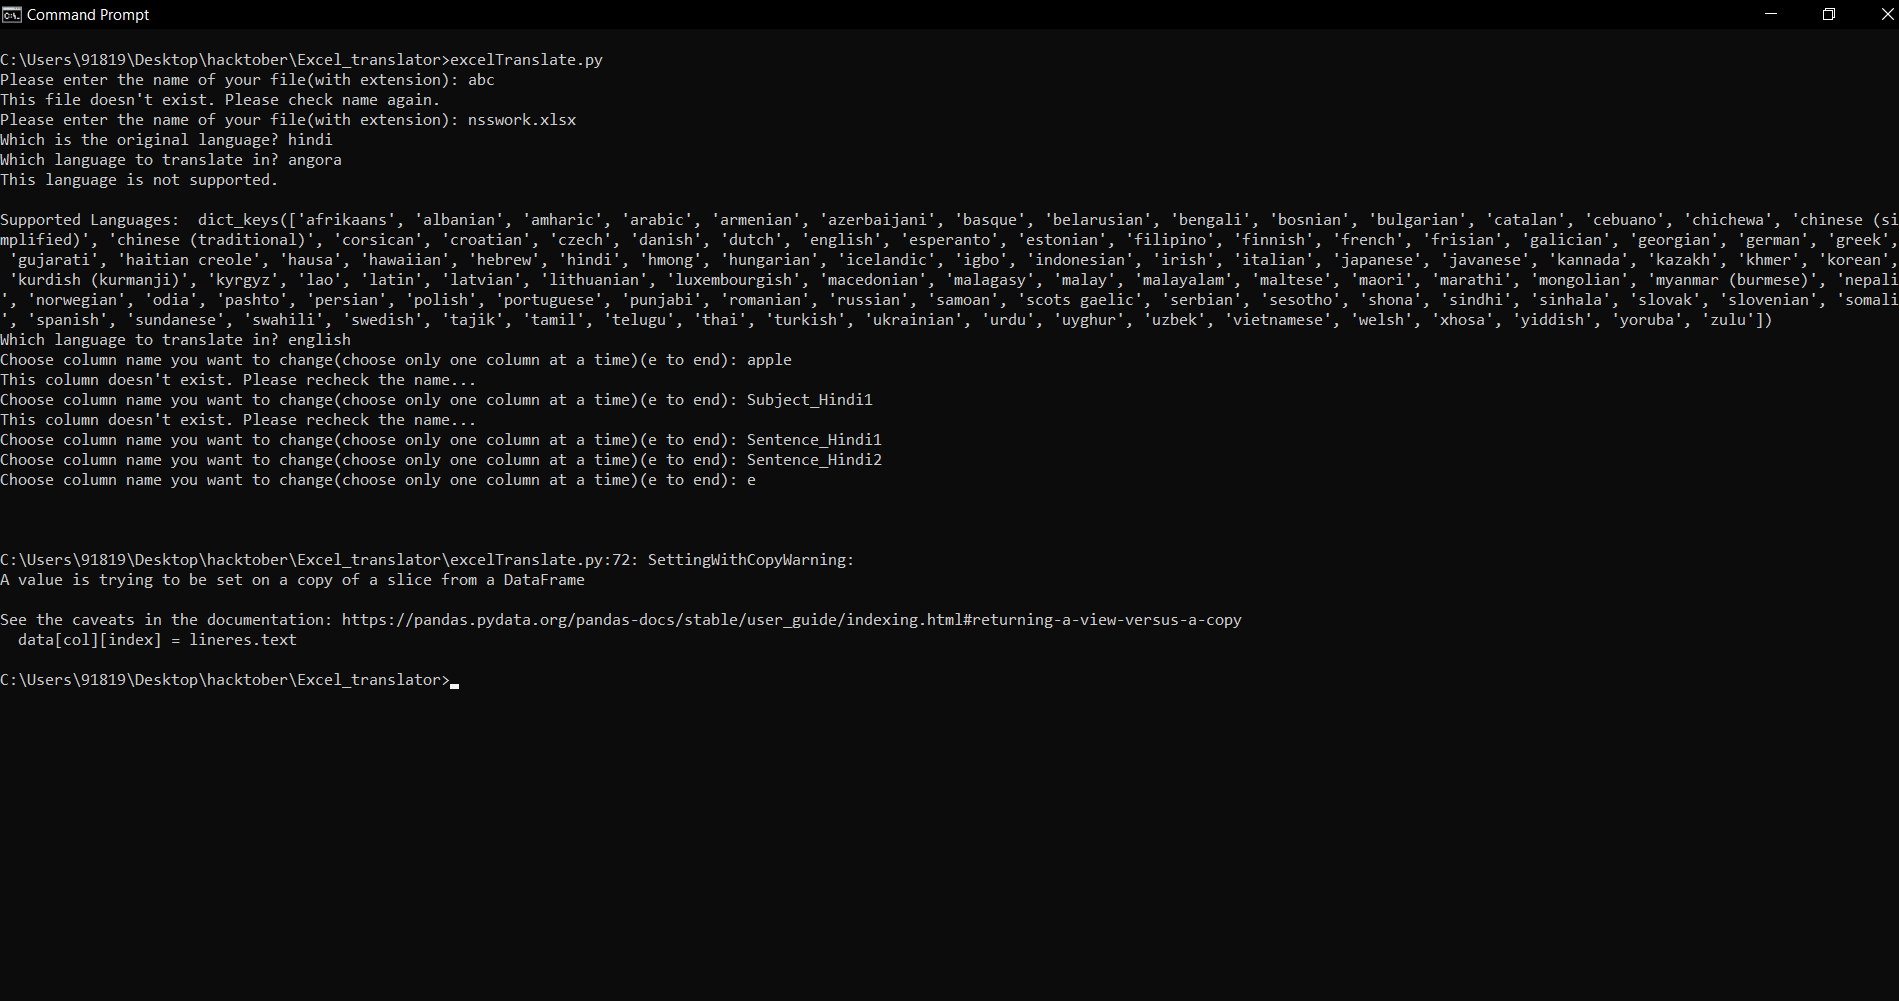 Command Prompt
C:\Users\91819\Desktop\hacktober\Excel_translator>excelTranslate.py
Please enter the name of your file(with extension): abc
This file doesn't exist. Please check name again.
Please enter the name of your file(with extension): nsswork.xlsx
Which is the original language? hindi
Which language to translate in? angora
This language is not supported.
Supported Languages:  dict_keys(['afrikaans', 'albanian', 'amharic', 'arabic', 'armenian', 'azerbaijani', 'basque', 'belarusian', 'bengali', 'bosnian', 'bulgarian', 'catalan', 'cebuano', 'chichewa', 'chinese (si
mplified)', 'chinese (traditional)', 'corsican', 'croatian', 'czech', 'danish', 'dutch', 'english', 'esperanto', 'estonian', 'filipino', 'finnish', 'french', 'frisian', 'galician', 'georgian', 'german', 'greek',
 'gujarati', 'haitian creole', 'hausa', 'hawaiian', 'hebrew', 'hindi', 'hmong', 'hungarian', 'icelandic', 'igbo', 'indonesian', 'irish', 'italian', 'japanese', 'javanese', 'kannada', 'kazakh', 'khmer', 'korean',
 'kurdish (kurmanji)', 'kyrgyz', 'lao', 'latin', 'latvian', 'lithuanian', 'luxembourgish', 'macedonian', 'malagasy', 'malay', 'malayalam', 'maltese', 'maori', 'marathi', 'mongolian', 'myanmar (burmese)', 'nepali
', 'norwegian', 'odia', 'pashto', 'persian', 'polish', 'portuguese', 'punjabi', 'romanian', 'russian', 'samoan', 'scots gaelic', 'serbian', 'sesotho', 'shona', 'sindhi', 'sinhala', 'slovak', 'slovenian', 'somali
', 'spanish', 'sundanese', 'swahili', 'swedish', 'tajik', 'tamil', 'telugu', 'thai', 'turkish', 'ukrainian', 'urdu', 'uyghur', 'uzbek', 'vietnamese', 'welsh', 'xhosa', 'yiddish', 'yoruba', 'zulu'])
Which language to translate in? english
Choose column name you want to change(choose only one column at a time)(e to end): apple
This column doesn't exist. Please recheck the name...
Choose column name you want to change(choose only one column at a time)(e to end): Subject_Hindi1
This column doesn't exist. Please recheck the name...
Choose column name you want to change(choose only one column at a time)(e to end): Sentence_Hindi1
Choose column name you want to change(choose only one column at a time)(e to end): Sentence_Hindi2
Choose column name you want to change(choose only one column at a time)(e to end): e
C:\Users\91819\Desktop\hacktober\Excel_translator\excelTranslate.py:72: SettingWithCopyWarning:
A value is trying to be set on a copy of a slice from a DataFrame
See the caveats in the documentation: https://pandas.pydata.org/pandas-docs/stable/user_guide/indexing.html#returning-a-view-versus-a-copy
  data[col][index] = lineres.text
C:\Users\91819\Desktop\hacktober\Excel_translator>